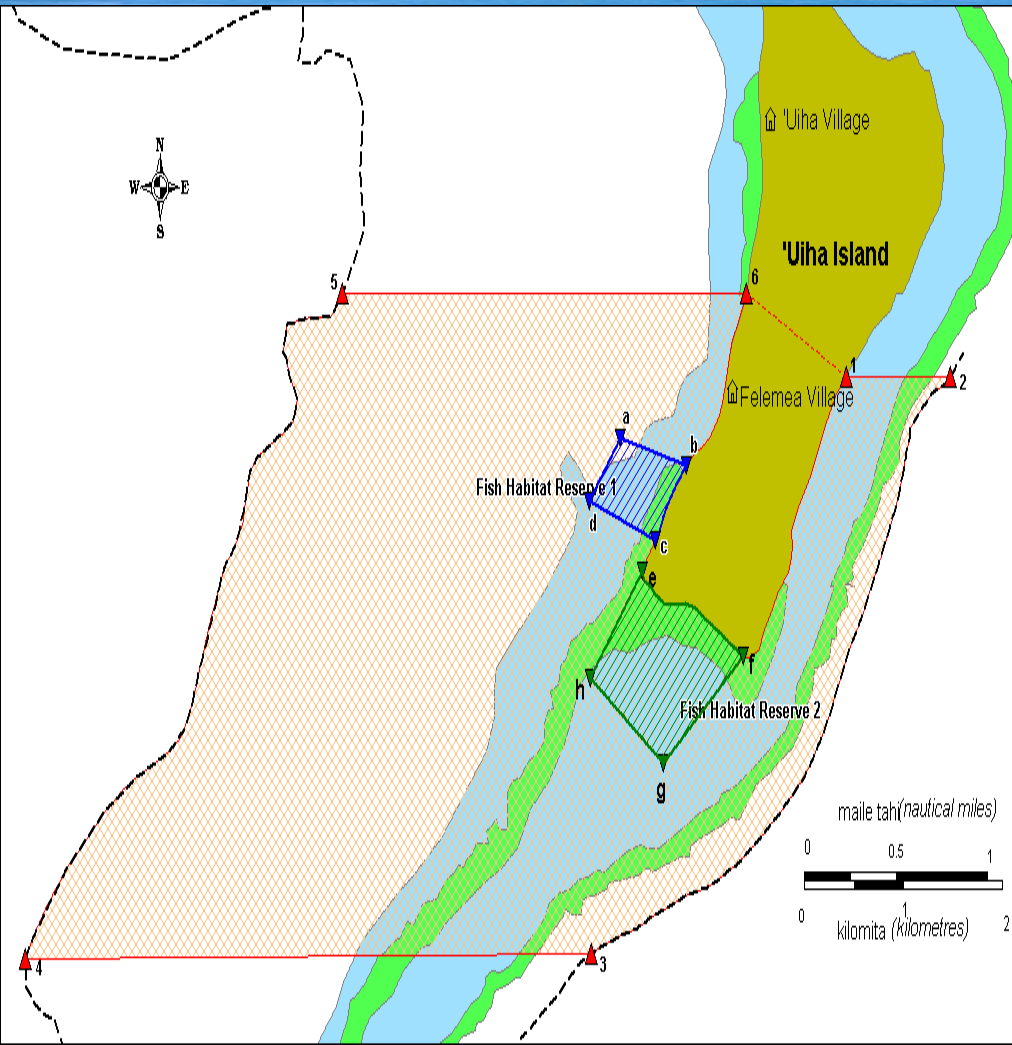 'Uiha Village
N
W E
S
'Uiha Island
5
6
1
2
Felemea Village
a
b
Fish Habitat Reserve 1
d
c
e
f
h
Fish Habitat Reserve 2
g
maile tahi(nautical miles)
0 0.5 1
0 1 2
kilomita (kilometres)
4
3